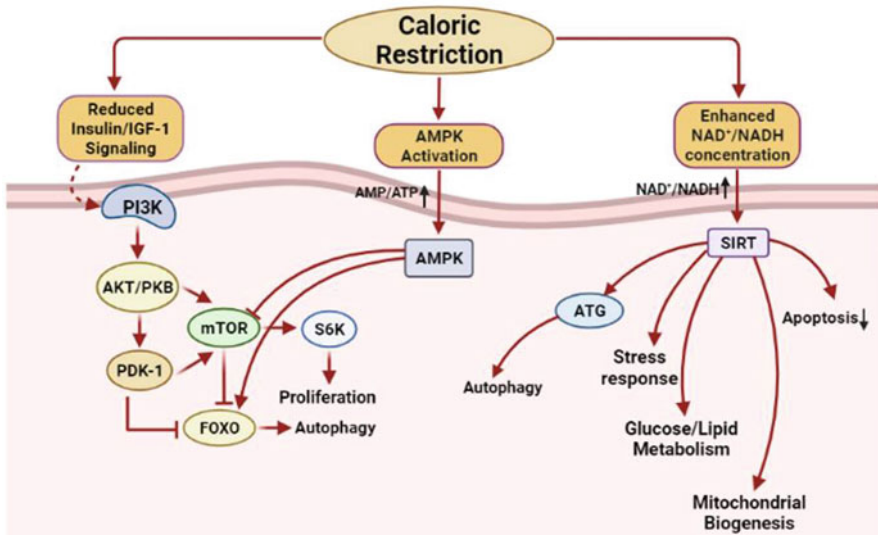 Caloric
Restriction
Reduced
Insulin/IGF-1
Signaling
AMPK
Activation
Enhanced
NAD⁺/NADH
concentration
AMP/ATP
NAD⁺/NADH
PI3K
AMPK
SIRT
AKT/PKB
mTOR
S6K
ATG
Apoptosis
PDK-1
Stress
response
Proliferation
Autophagy
FOXO
Autophagy
Glucose/Lipid
Metabolism
Mitochondrial
Biogenesis